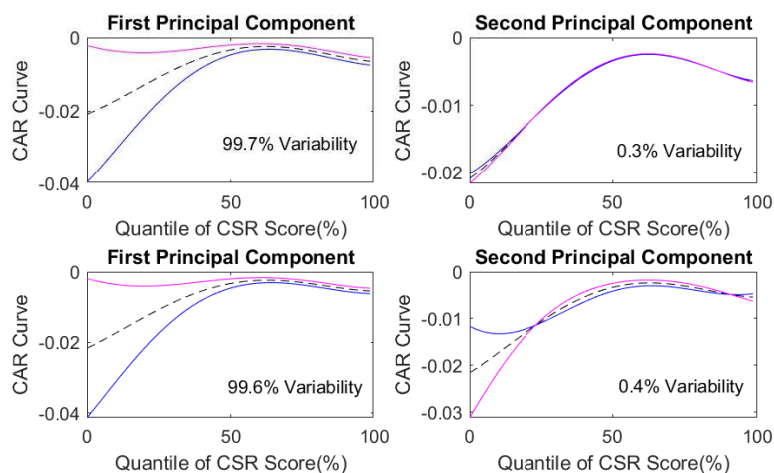 First Principal Component
0
-0.02
-0.04
CAR Curve
99.7% Variability
0
50
100
Quantile of CSR Score(%)
Second Principal Component
0
-0.01
-0.02
CAR Curve
0.3% Variability
0
50
100
Quantile of CSR Score(%)
First Principal Component
0
-0.02
-0.04
CAR Curve
99.6% Variability
0
50
100
Quantile of CSR Score(%)
Second Principal Component
0
-0.01
-0.02
-0.03
CAR Curve
0.4% Variability
0
50
100
Quantile of CSR Score(%)